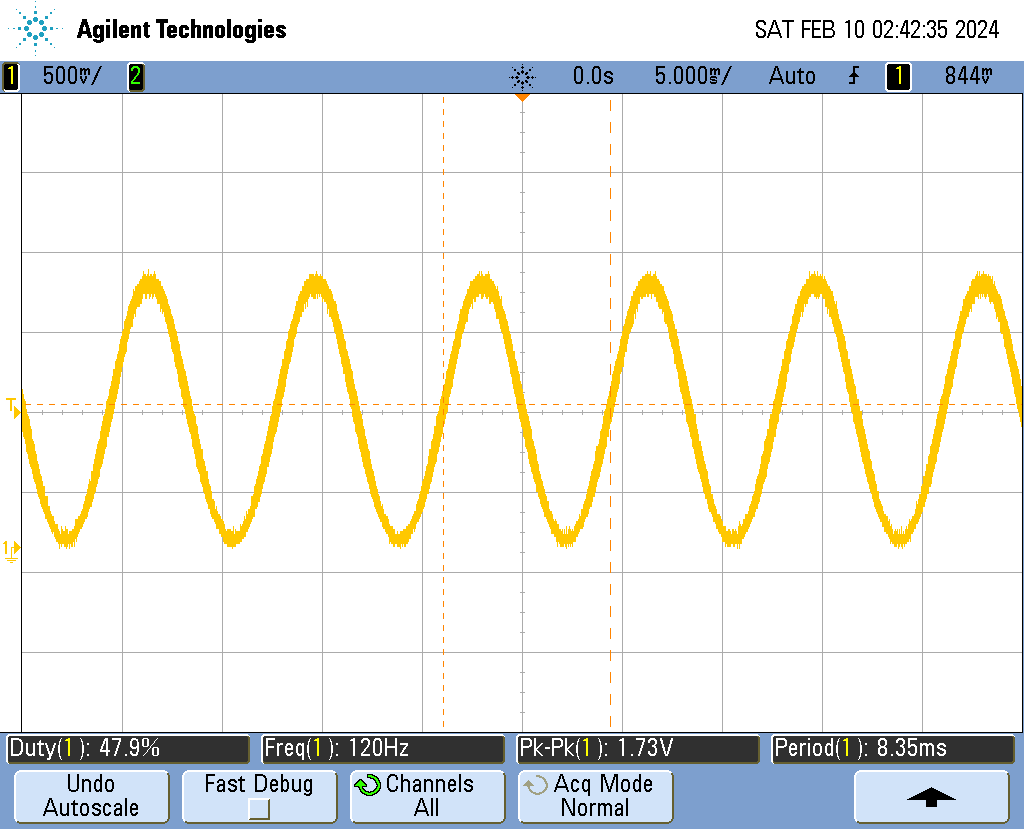 Agilent Technologies SAT FEB 10 02:42:35 2024
1 500mV/ 2 0.0s 5.000ms/ Auto 1 844mV
T
1
Duty(1): 47.9% Freq(1): 120Hz Pk-Pk(1): 1.73V Period(1): 8.35ms
Undo Autoscale
Fast Debug
Channels All
Acq Mode Normal